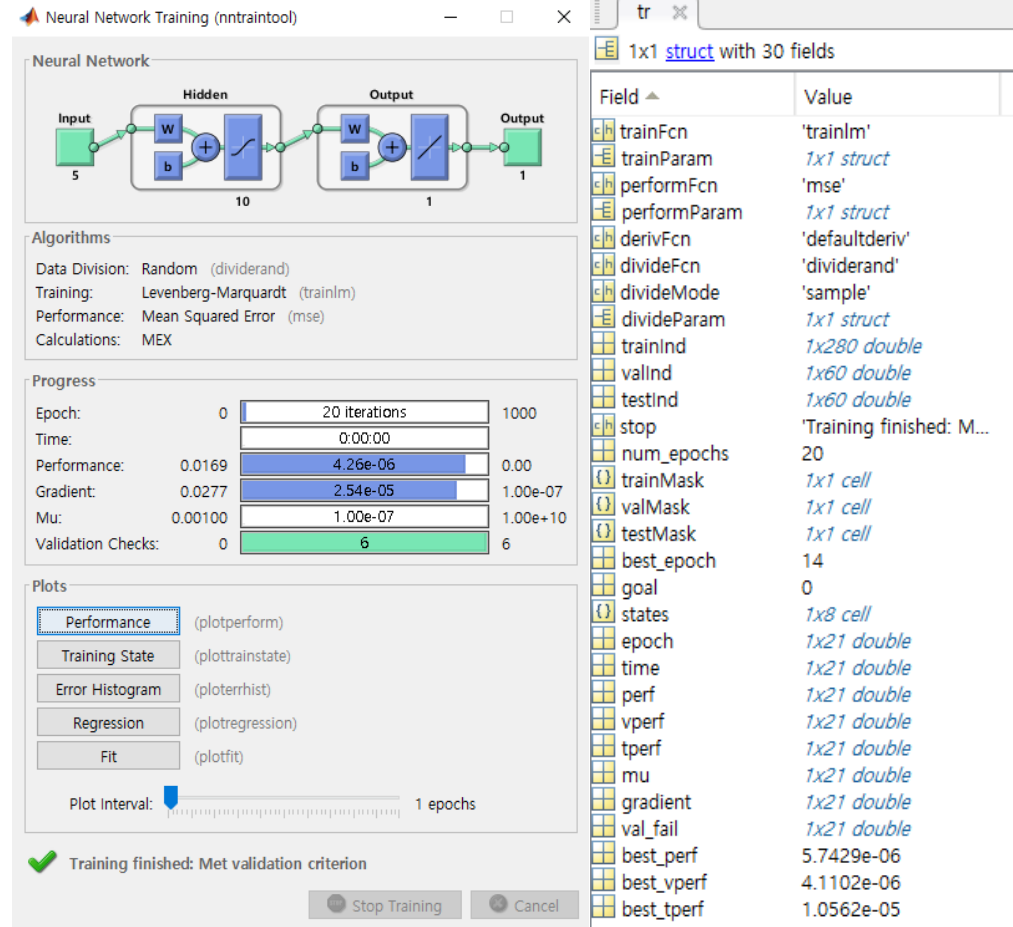 Neural Network Training (nntraintool)
Neural Network
Hidden
Output
Input
Output
W
b
W
b
5
10
1
1
Algorithms
Data Division: Random (dividerand)
Training: Levenberg-Marquardt (trainlm)
Performance: Mean Squared Error (mse)
Calculations: MEX
Progress
Epoch: 0 20 iterations 1000
Time: 0:00:00
Performance: 0.0169 4.26e-06 0.00
Gradient: 0.0277 2.54e-05 1.00e-07
Mu: 0.00100 1.00e-07 1.00e+10
Validation Checks: 0 6 6
Plots
Performance (plotperform)
Training State (plottrainstate)
Error Histogram (ploterrhist)
Regression (plotregression)
Fit (plotfit)
Plot Interval: 1 epochs
Training finished: Met validation criterion
Stop Training Cancel
tr
1x1 struct with 30 fields
Field Value
trainFcn 'trainlm'
trainParam 1x1 struct
performFcn 'mse'
performParam 1x1 struct
derivFcn 'defaultderiv'
divideFcn 'dividerand'
divideMode 'sample'
divideParam 1x1 struct
trainInd 1x280 double
valInd 1x60 double
testInd 1x60 double
stop 'Training finished: M...
num_epochs 20
trainMask 1x1 cell
valMask 1x1 cell
testMask 1x1 cell
best_epoch 14
goal 0
states 1x8 cell
epoch 1x21 double
time 1x21 double
perf 1x21 double
vperf 1x21 double
tperf 1x21 double
mu 1x21 double
gradient 1x21 double
val_fail 1x21 double
best_perf 5.7429e-06
best_vperf 4.1102e-06
best_tperf 1.0562e-05